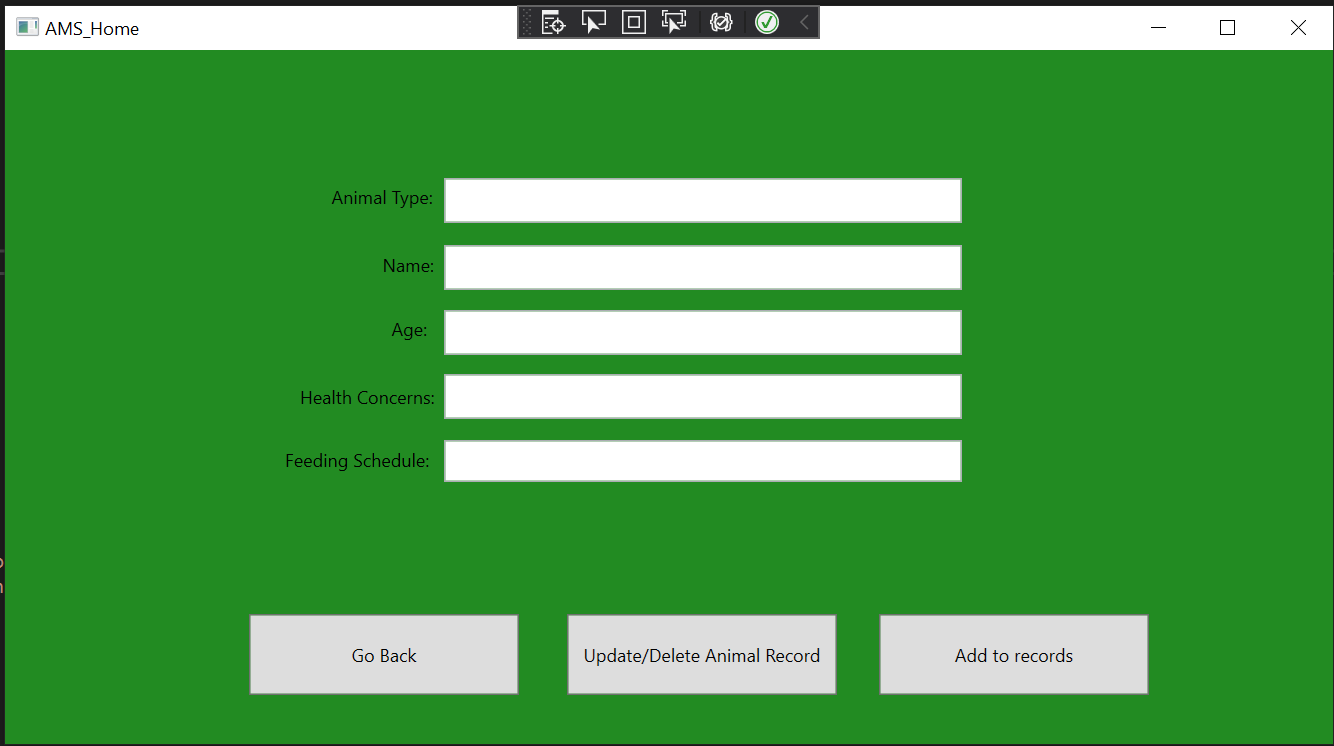 AMS_Home
Animal Type:
Name:
Age:
Health Concerns:
Feeding Schedule:
Go Back
Update/Delete Animal Record
Add to records